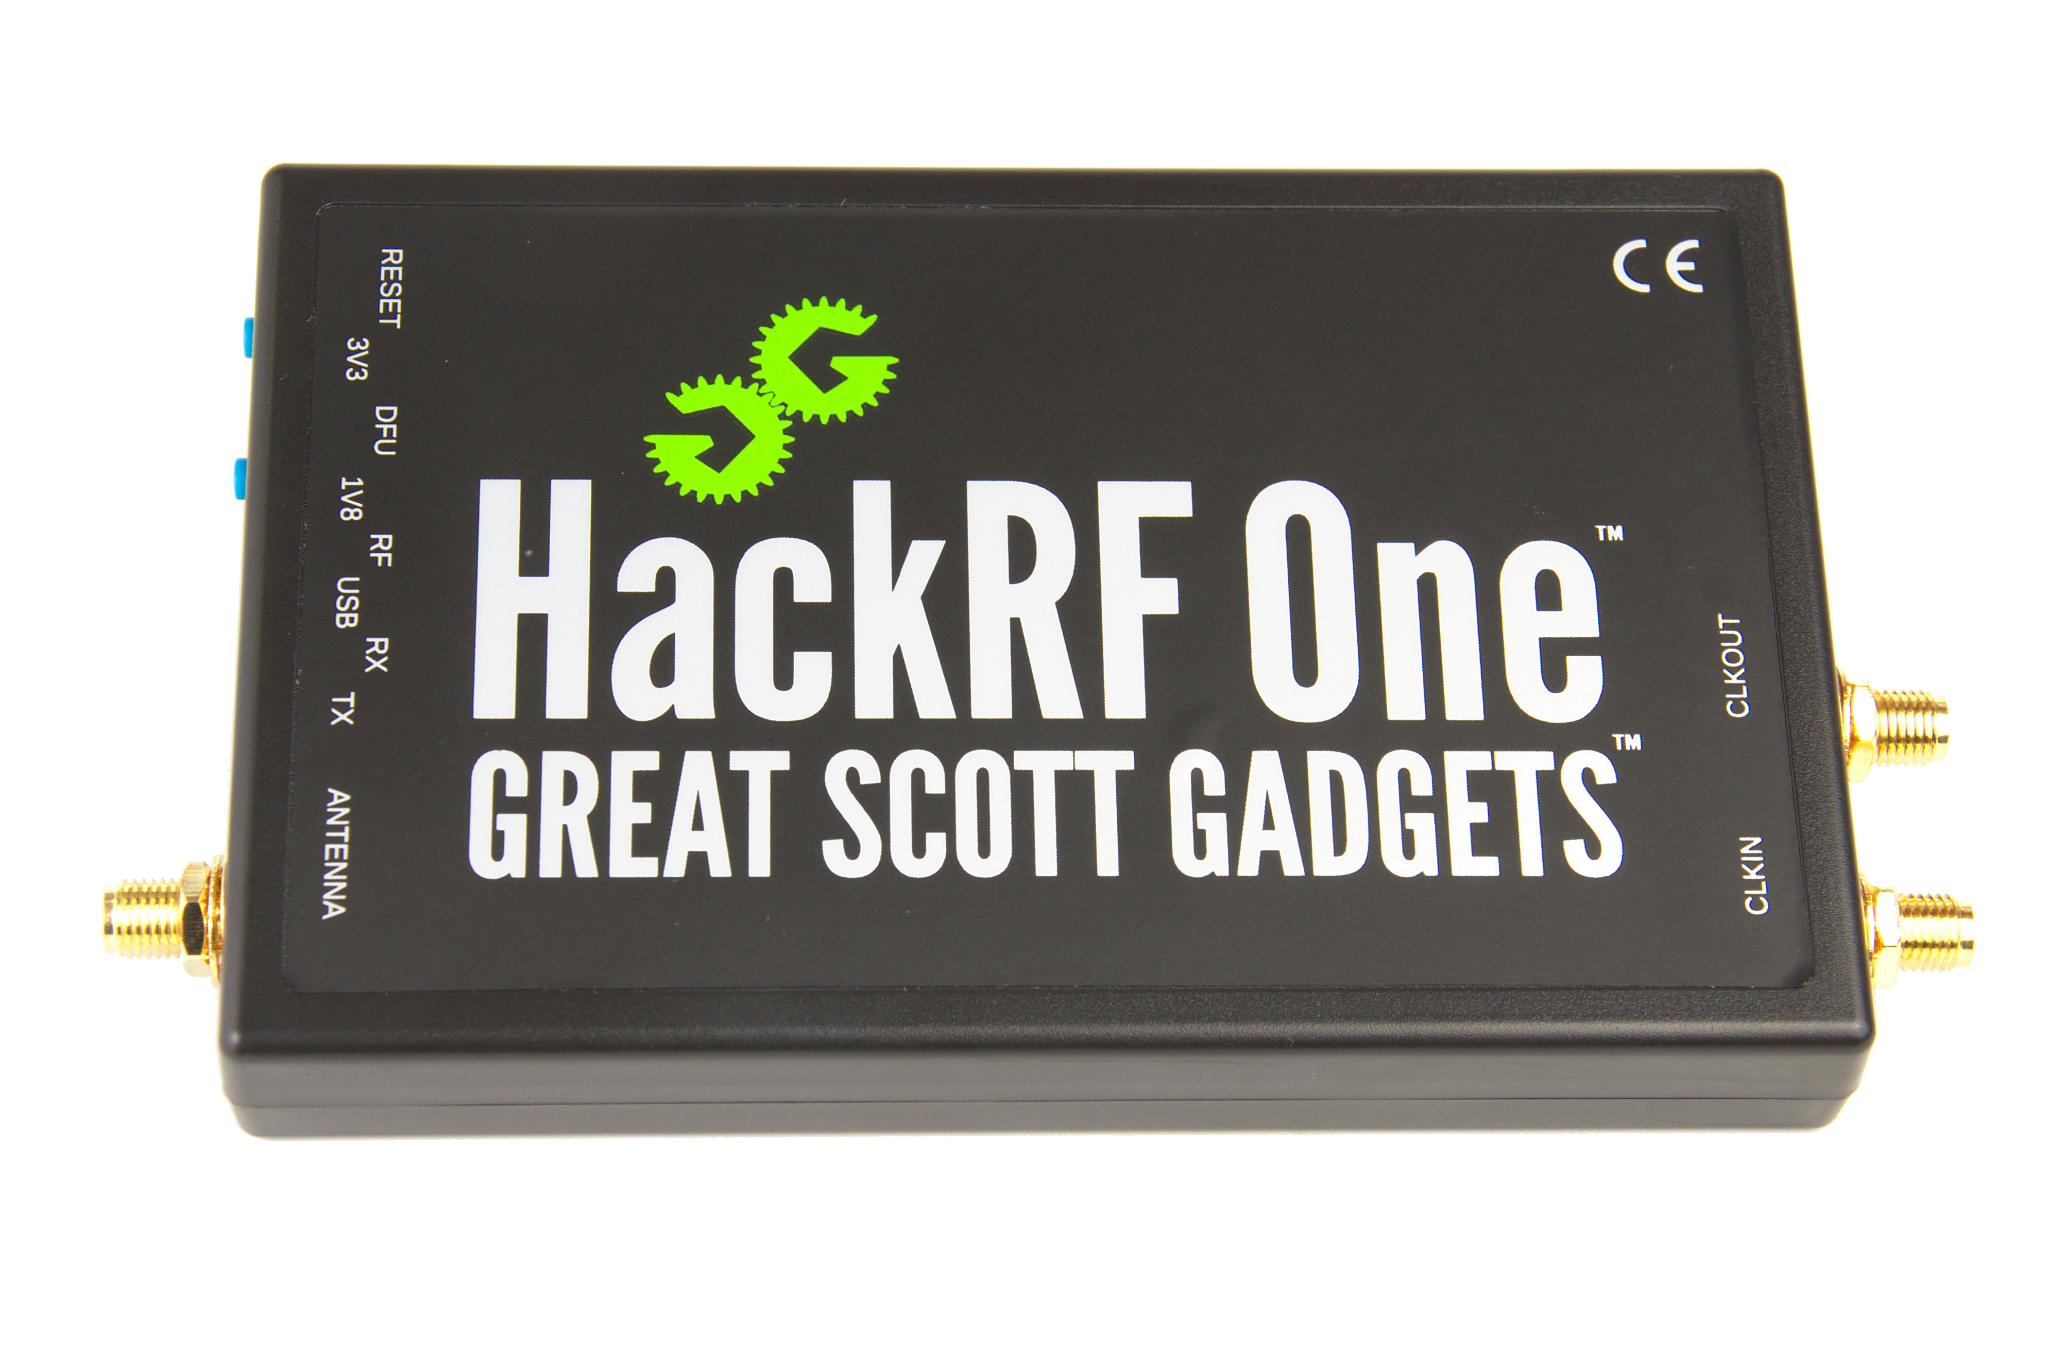 CE
RESET
3V3
DFU
1V8
RF
USB
RX
TX
ANTENNA
HackRF One™
GREAT SCOTT GADGETS™
CLKOUT
CLKIN